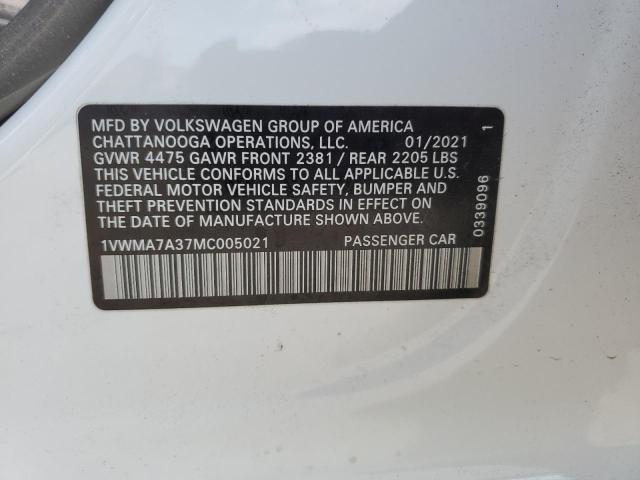 MFD BY VOLKSWAGEN GROUP OF AMERICA
CHATTANOOGA OPERATIONS, LLC. 01/2021
GVWR 4475 GAWR FRONT 2381 / REAR 2205 LBS
THIS VEHICLE CONFORMS TO ALL APPLICABLE U.S.
FEDERAL MOTOR VEHICLE SAFETY, BUMPER AND
THEFT PREVENTION STANDARDS IN EFFECT ON
THE DATE OF MANUFACTURE SHOWN ABOVE.
1VWMA7A37MC005021 PASSENGER CAR
0339096 1